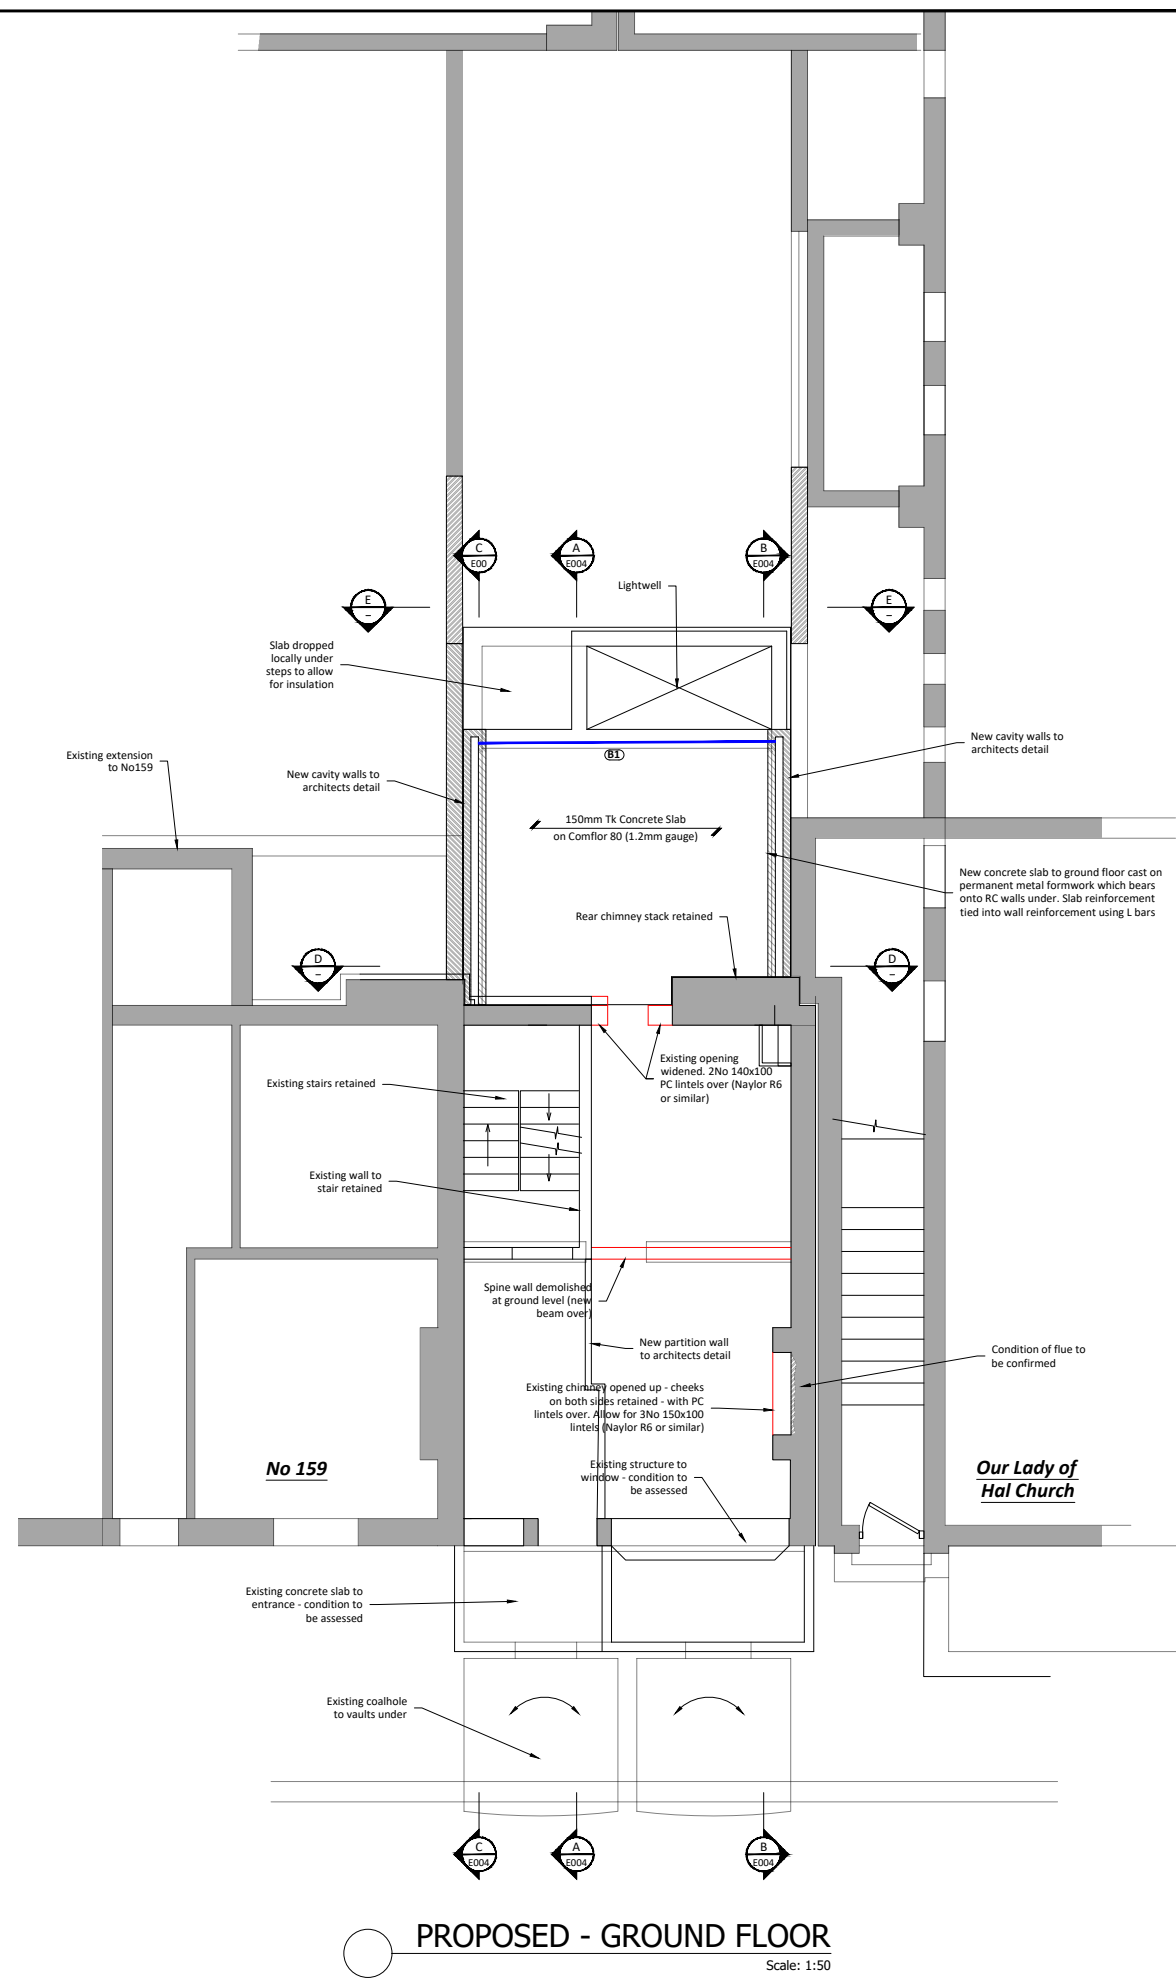 C
E00
A
E004
B
E004
Lightwell
E
–
E
–
Slab dropped
locally under
steps to allow
for insulation
Existing extension
to No159
New cavity walls to
architects detail
B1
New cavity walls to
architects detail
150mm Tk Concrete Slab
on Comflor 80 (1.2mm gauge)
New concrete slab to ground floor cast on
permanent metal formwork which bears
onto RC walls under. Slab reinforcement
tied into wall reinforcement using L bars
Rear chimney stack retained
D
–
D
–
Existing opening
widened. 2No 140x100
PC lintels over (Naylor R6
or similar)
Existing stairs retained
Existing wall to
stair retained
Spine wall demolished
at ground level (new
beam over)
New partition wall
to architects detail
Condition of flue to
be confirmed
Existing chimney opened up - cheeks
on both sides retained - with PC
lintels over. Allow for 3No 150x100
lintels (Naylor R6 or similar)
No 159
Existing structure to
window - condition to
be assessed
Our Lady of
Hal Church
Existing concrete slab to
entrance - condition to
be assessed
Existing coalhole
to vaults under
C
E004
A
E004
B
E004
PROPOSED - GROUND FLOOR
Scale: 1:50